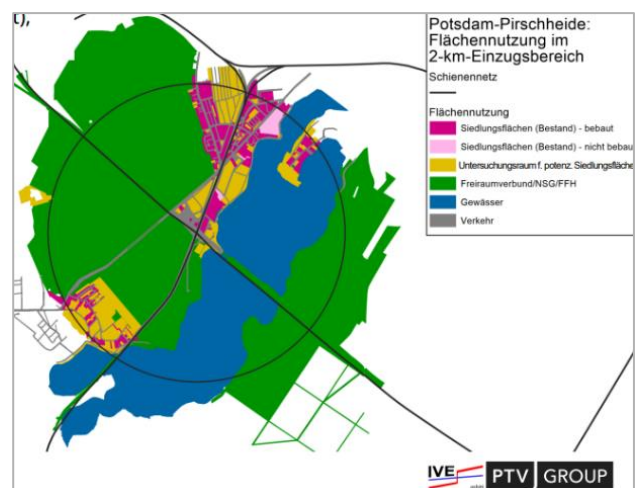 t),
Potsdam-Pirschheide:
Flächennutzung im
2-km-Einzugsbereich
Schienennetz
Flächennutzung
Siedlungsflächen (Bestand) - bebaut
Siedlungsflächen (Bestand) - nicht bebau
Untersuchungsraum f. potenz. Siedlungsfläche
Freiraumverbund/NSG/FFH
Gewässer
Verkehr
IVE PTV GROUP